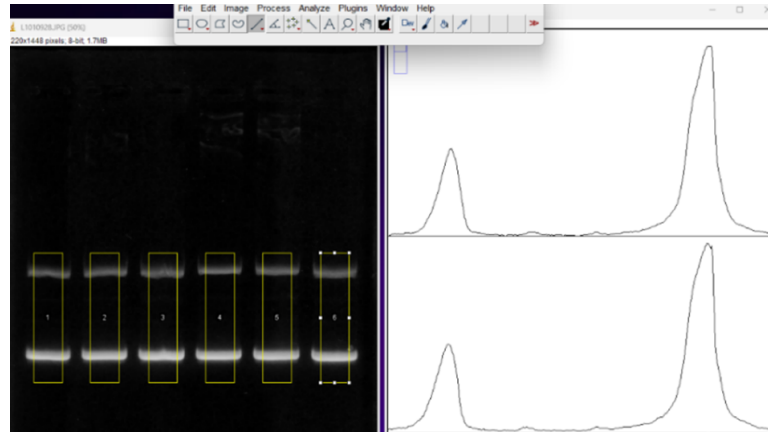 File Edit Image Process Analyze Plugins Window Help
L1010928.JPG (50%)
220x1448 pixels; 8-bit; 1.7MB
Dev
1 2 3 4 5 6